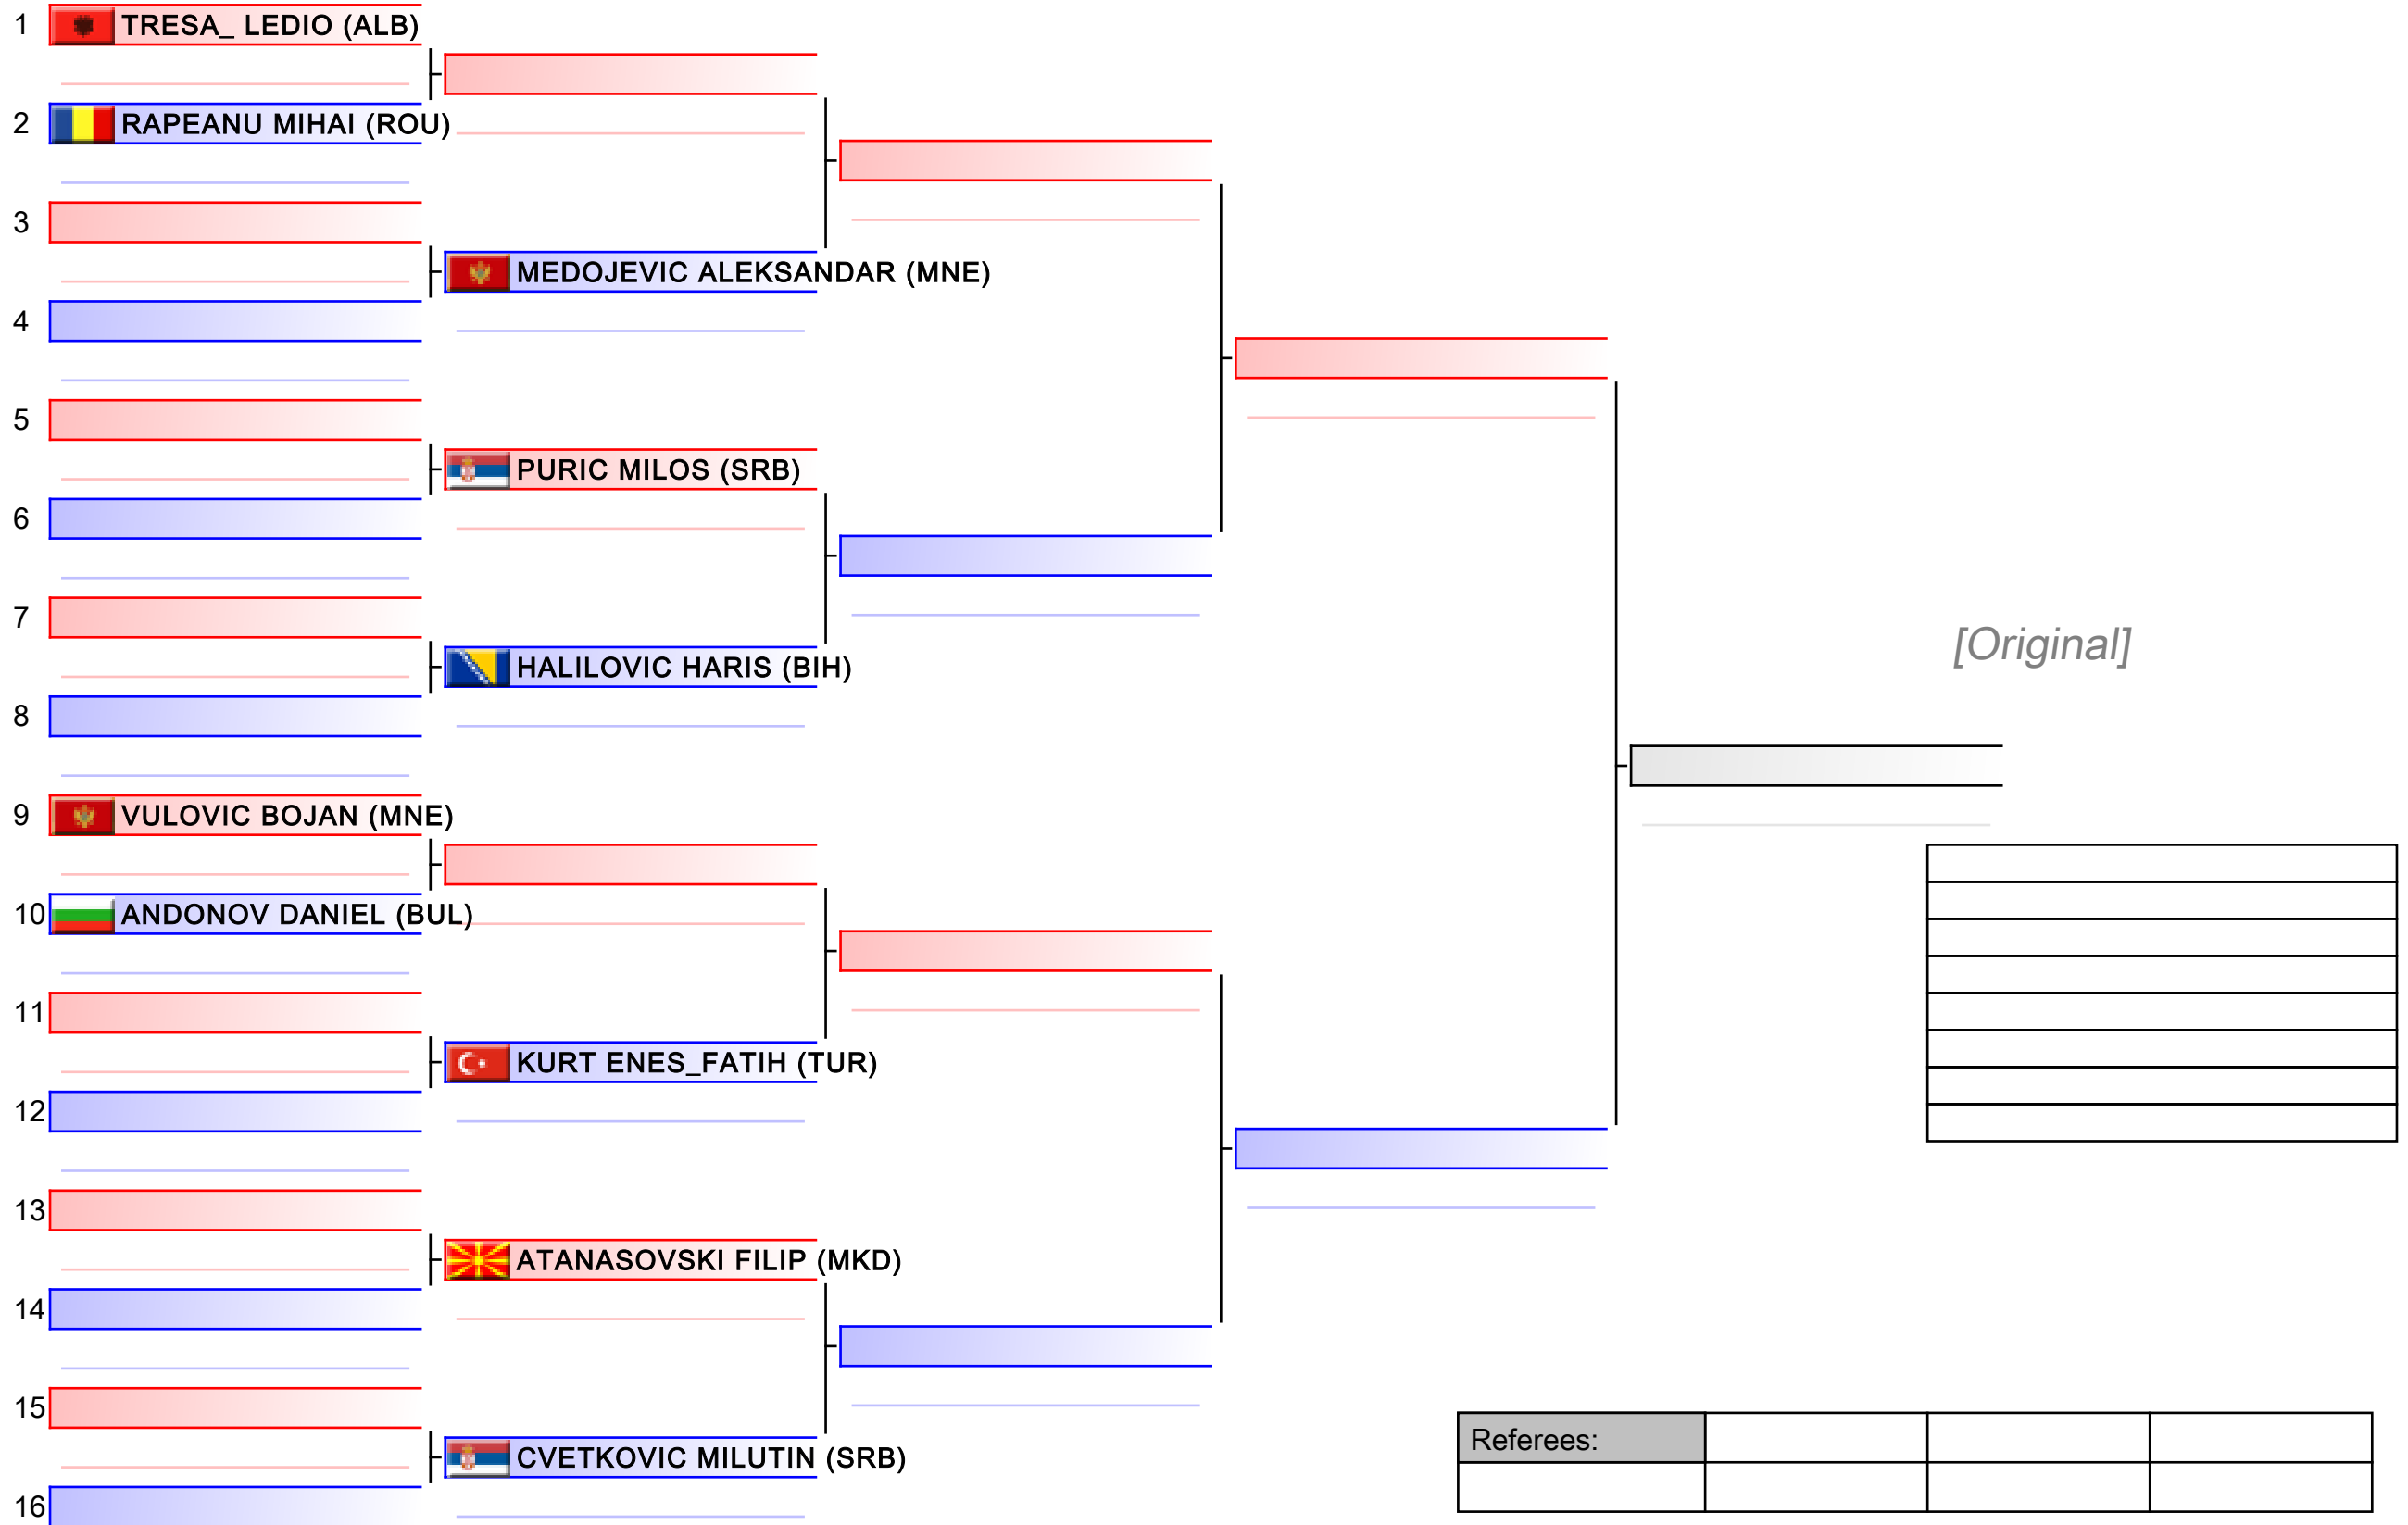 1 TRESA_ LEDIO (ALB)
2 RAPEANU MIHAI (ROU)
3
MEDOJEVIC ALEKSANDAR (MNE)
4
5
PURIC MILOS (SRB)
6
7
[Original]
HALILOVIC HARIS (BIH)
8
9 VULOVIC BOJAN (MNE)
10 ANDONOV DANIEL (BUL)
11
KURT ENES_FATIH (TUR)
12
13
ATANASOVSKI FILIP (MKD)
14
15
Referees:
CVETKOVIC MILUTIN (SRB)
16